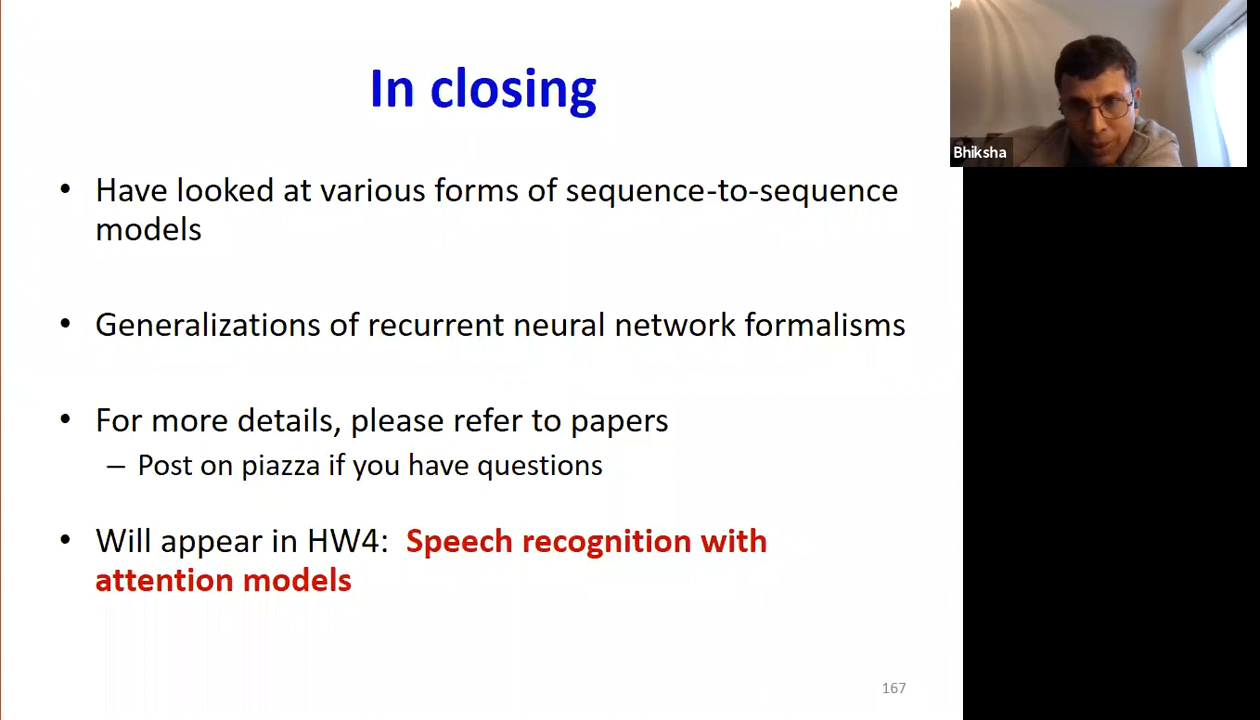 In closing
• Have looked at various forms of sequence-to-sequence
models
• Generalizations of recurrent neural network formalisms
• For more details, please refer to papers
– Post on piazza if you have questions
• Will appear in HW4: Speech recognition with
attention models
167
Bhiksha